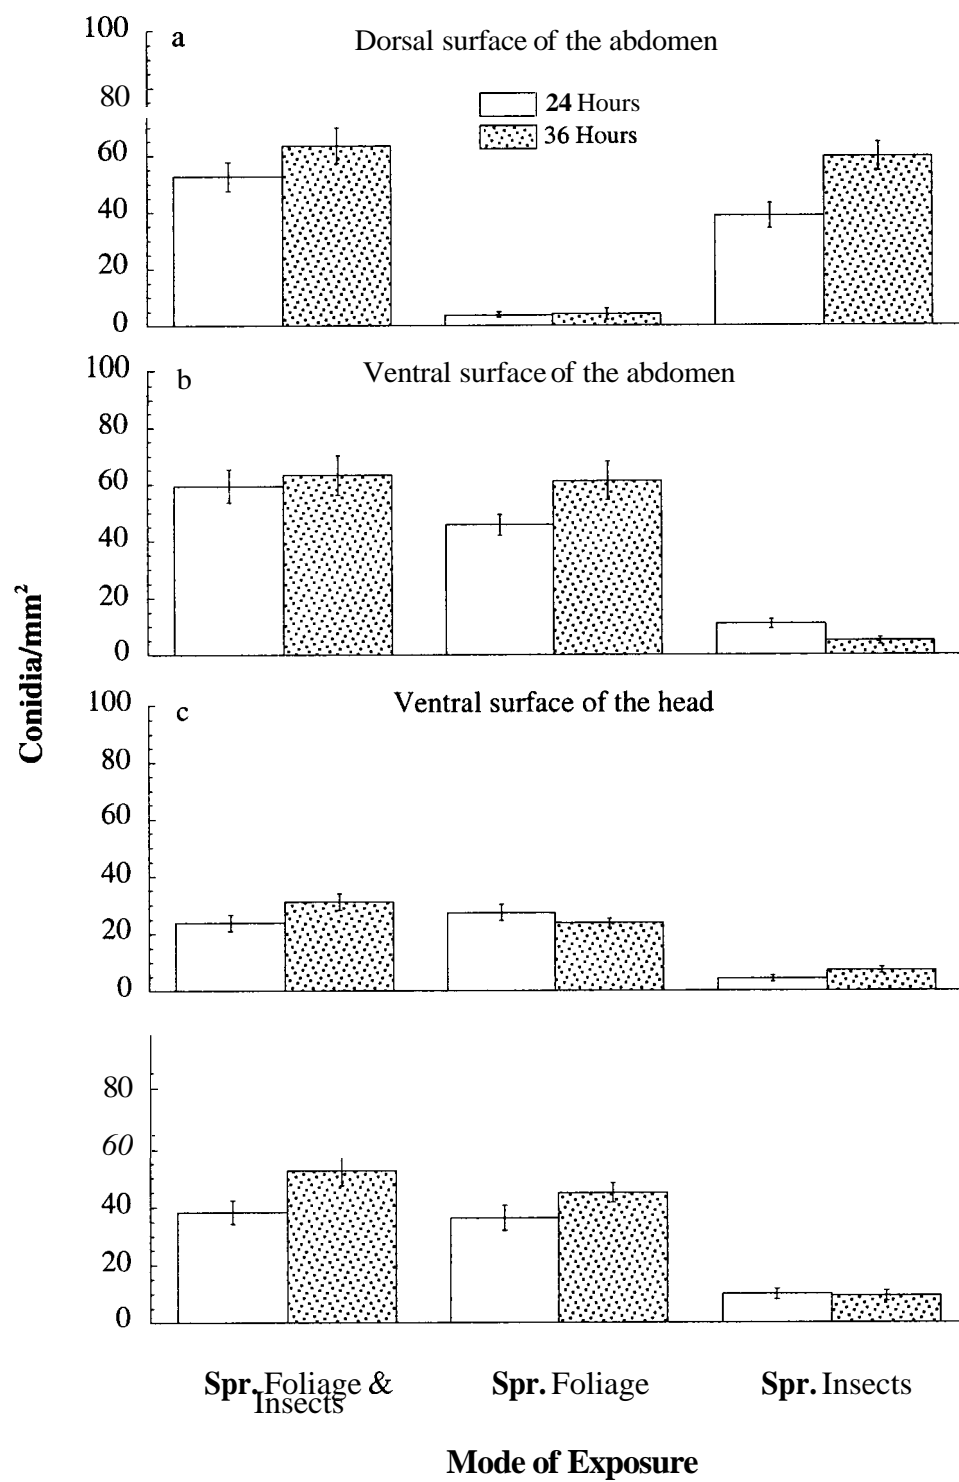 100
a
Dorsal surface of the abdomen
80
24 Hours
36 Hours
60
40
20
0
100
b
Ventral surface of the abdomen
80
60
40
20
0
100
c
Ventral surface of the head
80
60
40
20
0
80
60
40
20
0
Conidia/mm²
Spr. Foliage &
Insects
Spr. Foliage
Spr. Insects
Mode of Exposure